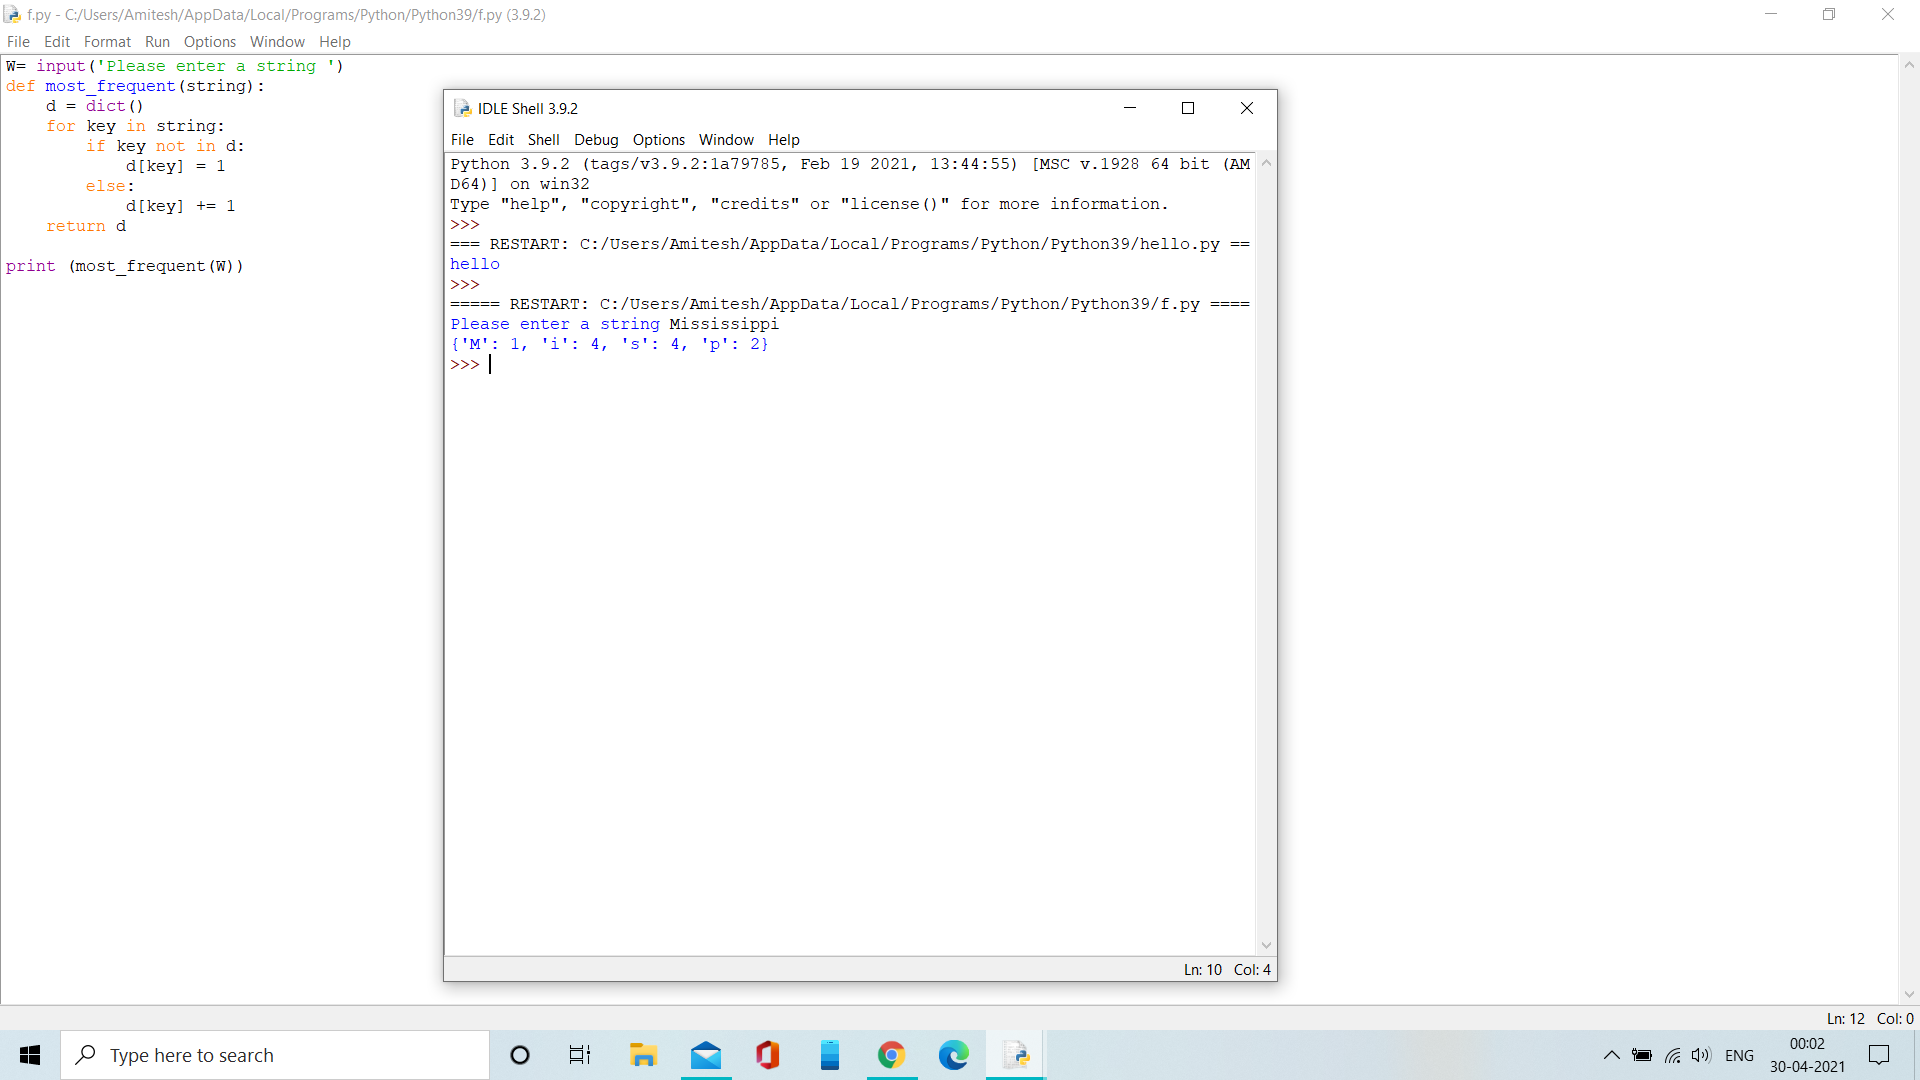 f.py - C:/Users/Amitesh/AppData/Local/Programs/Python/Python39/f.py (3.9.2)
File Edit Format Run Options Window Help
W= input('Please enter a string ')
def most_frequent(string):
    d = dict()
    for key in string:
        if key not in d:
            d[key] = 1
        else:
            d[key] += 1
    return d
print (most_frequent(W))
IDLE Shell 3.9.2
File Edit Shell Debug Options Window Help
Python 3.9.2 (tags/v3.9.2:1a79785, Feb 19 2021, 13:44:55) [MSC v.1928 64 bit (AM
D64)] on win32
Type "help", "copyright", "credits" or "license()" for more information.
>>>
=== RESTART: C:/Users/Amitesh/AppData/Local/Programs/Python/Python39/hello.py ==
hello
>>>
===== RESTART: C:/Users/Amitesh/AppData/Local/Programs/Python/Python39/f.py ====
Please enter a string Mississippi
{'M': 1, 'i': 4, 's': 4, 'p': 2}
>>>
Ln: 10 Col: 4
Ln: 12 Col: 0
Type here to search
ENG
00:02
30-04-2021